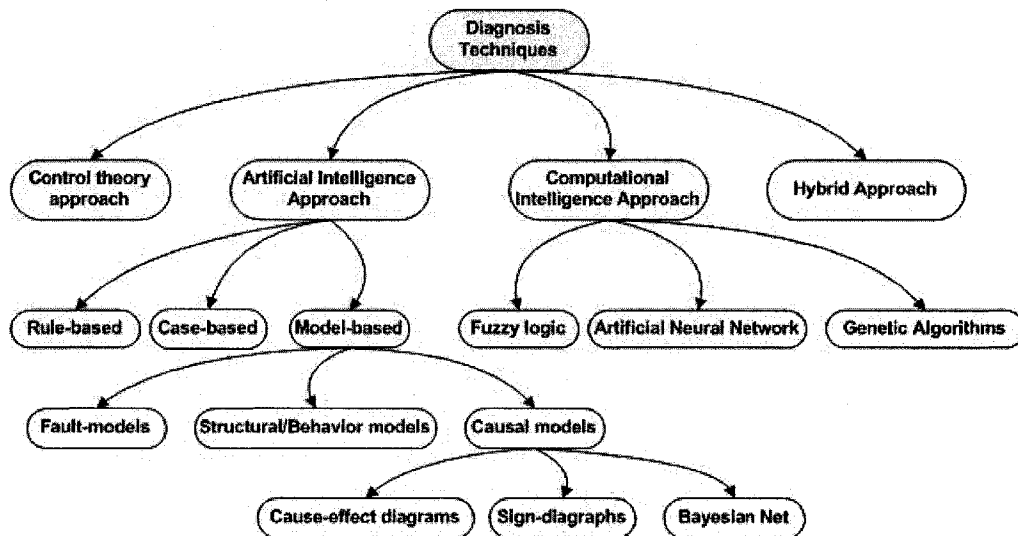 Diagnosis
Techniques
Control theory
approach
Artificial Intelligence
Approach
Computational
Intelligence Approach
Hybrid Approach
Rule-based
Case-based
Model-based
Fuzzy logic
Artificial Neural Network
Genetic Algorithms
Fault-models
Structural/Behavior models
Causal models
Cause-effect diagrams
Sign-diagraphs
Bayesian Net